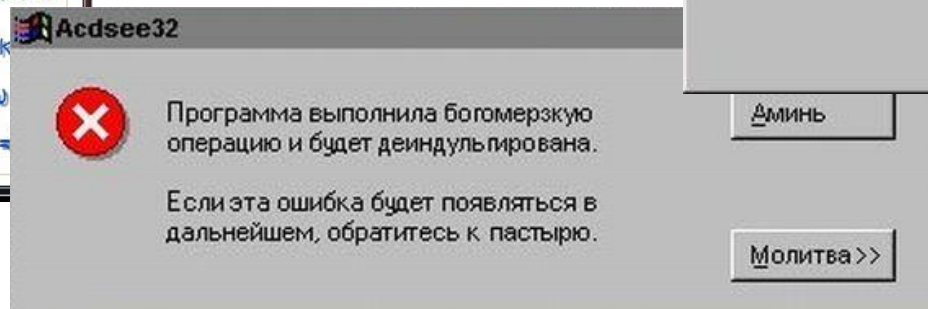 Acdsee32
Программа выполнила богомерзкую
операцию и будет деиндульгирована.
Если эта ошибка будет появляться в
дальнейшем, обратитесь к пастырю.
Аминь
Молитва>>